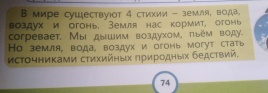 В мире существуют 4 стихии – земля, вода,
воздух и огонь. Земля нас кормит, огонь
согревает. Мы дышим воздухом, пьём воду.
Но земля, вода, воздух и огонь могут стать
источниками стихийных природных бедствий.
74